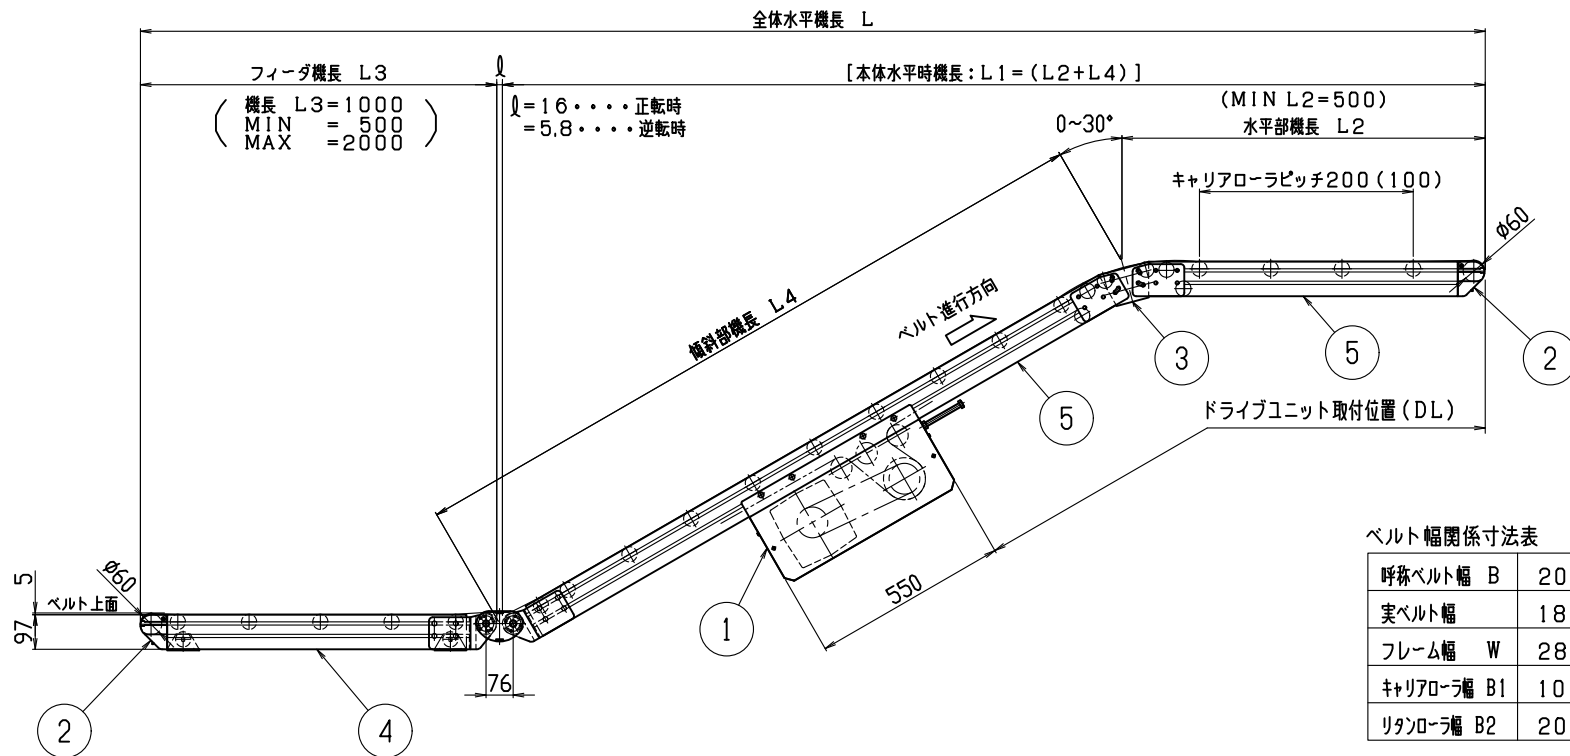 全体水平機長 L
フィーダ機長 L3
ℓ
[本体水平時機長:L1=(L2+L4)]
機長 L3=1000
MIN =500
MAX =2000
ℓ=16・・・・正転時
=5.8・・・・逆転時
(MIN L2=500)
水平部機長 L2
0~30°
キャリアローラピッチ200(100)
ø60
傾斜部機長 L4
ベルト進行方向
3
5
2
5
ドライブユニット取付位置(DL)
550
1
5
ベルト上面
ø60
97
76
2
4
ベルト幅関係寸法表
呼称ベルト幅 B 20
実ベルト幅 18
フレーム幅 W 28
キャリアローラ幅 B1 10
リタンローラ幅 B2 20